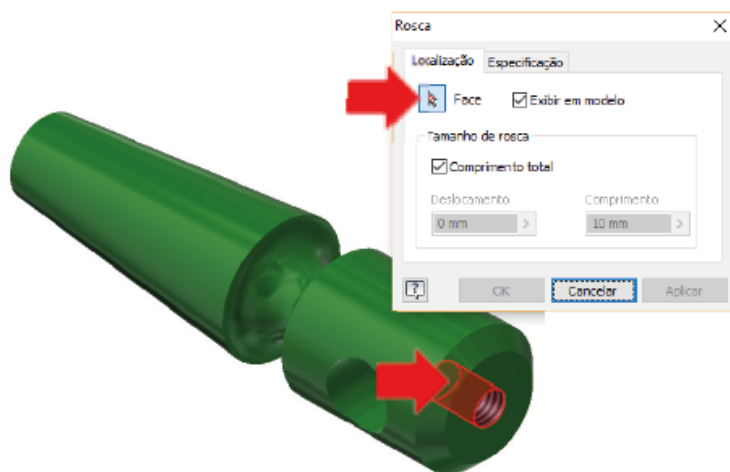 Rosca
Localização Especificação
Face Exibir em modelo
Tamanho de rosca
Comprimento total
Deslocamento Comprimento
0 mm > 10 mm >
? OK Cancelar Aplicar